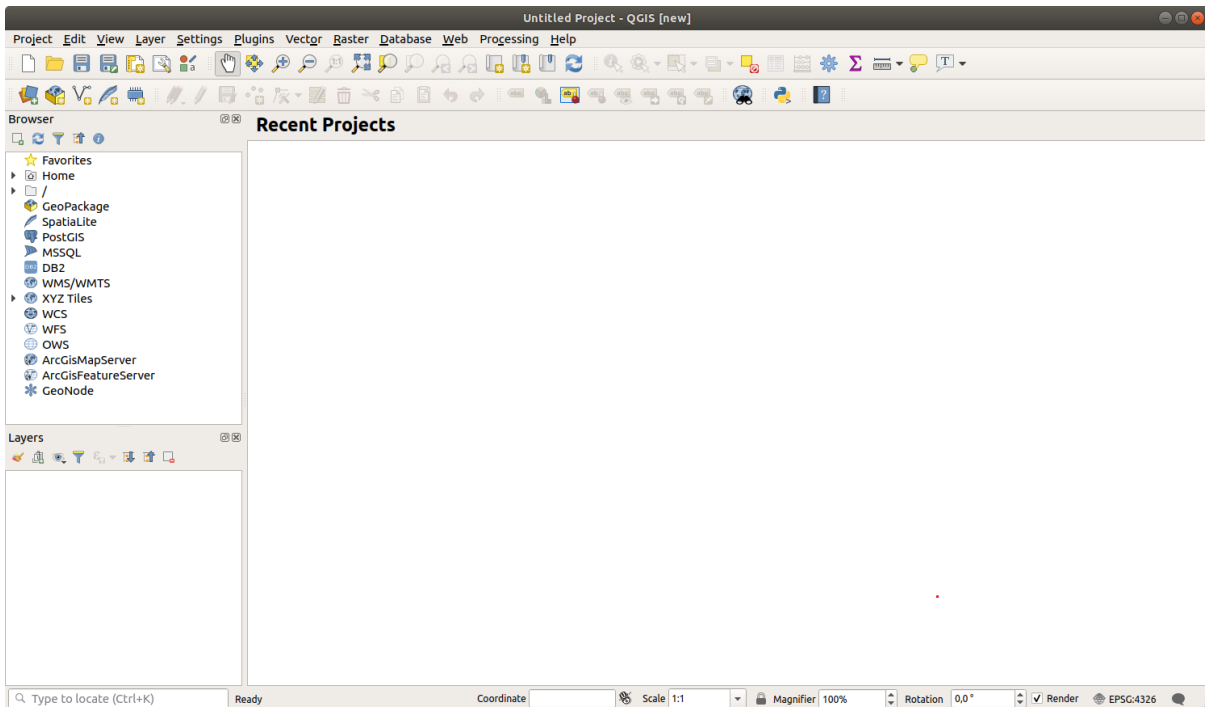 Untitled Project - QGIS [new]
Project Edit View Layer Settings Plugins Vector Raster Database Web Processing Help
Browser
Recent Projects
Favorites
Home
/
GeoPackage
SpatiaLite
PostGIS
MSSQL
DB2
WMS/WMTS
XYZ Tiles
WCS
WFS
OWS
ArcGisMapServer
ArcGisFeatureServer
GeoNode
Layers
Type to locate (Ctrl+K) Ready Coordinate Scale 1:1 Magnifier 100% Rotation 0,0 ° Render EPSG:4326